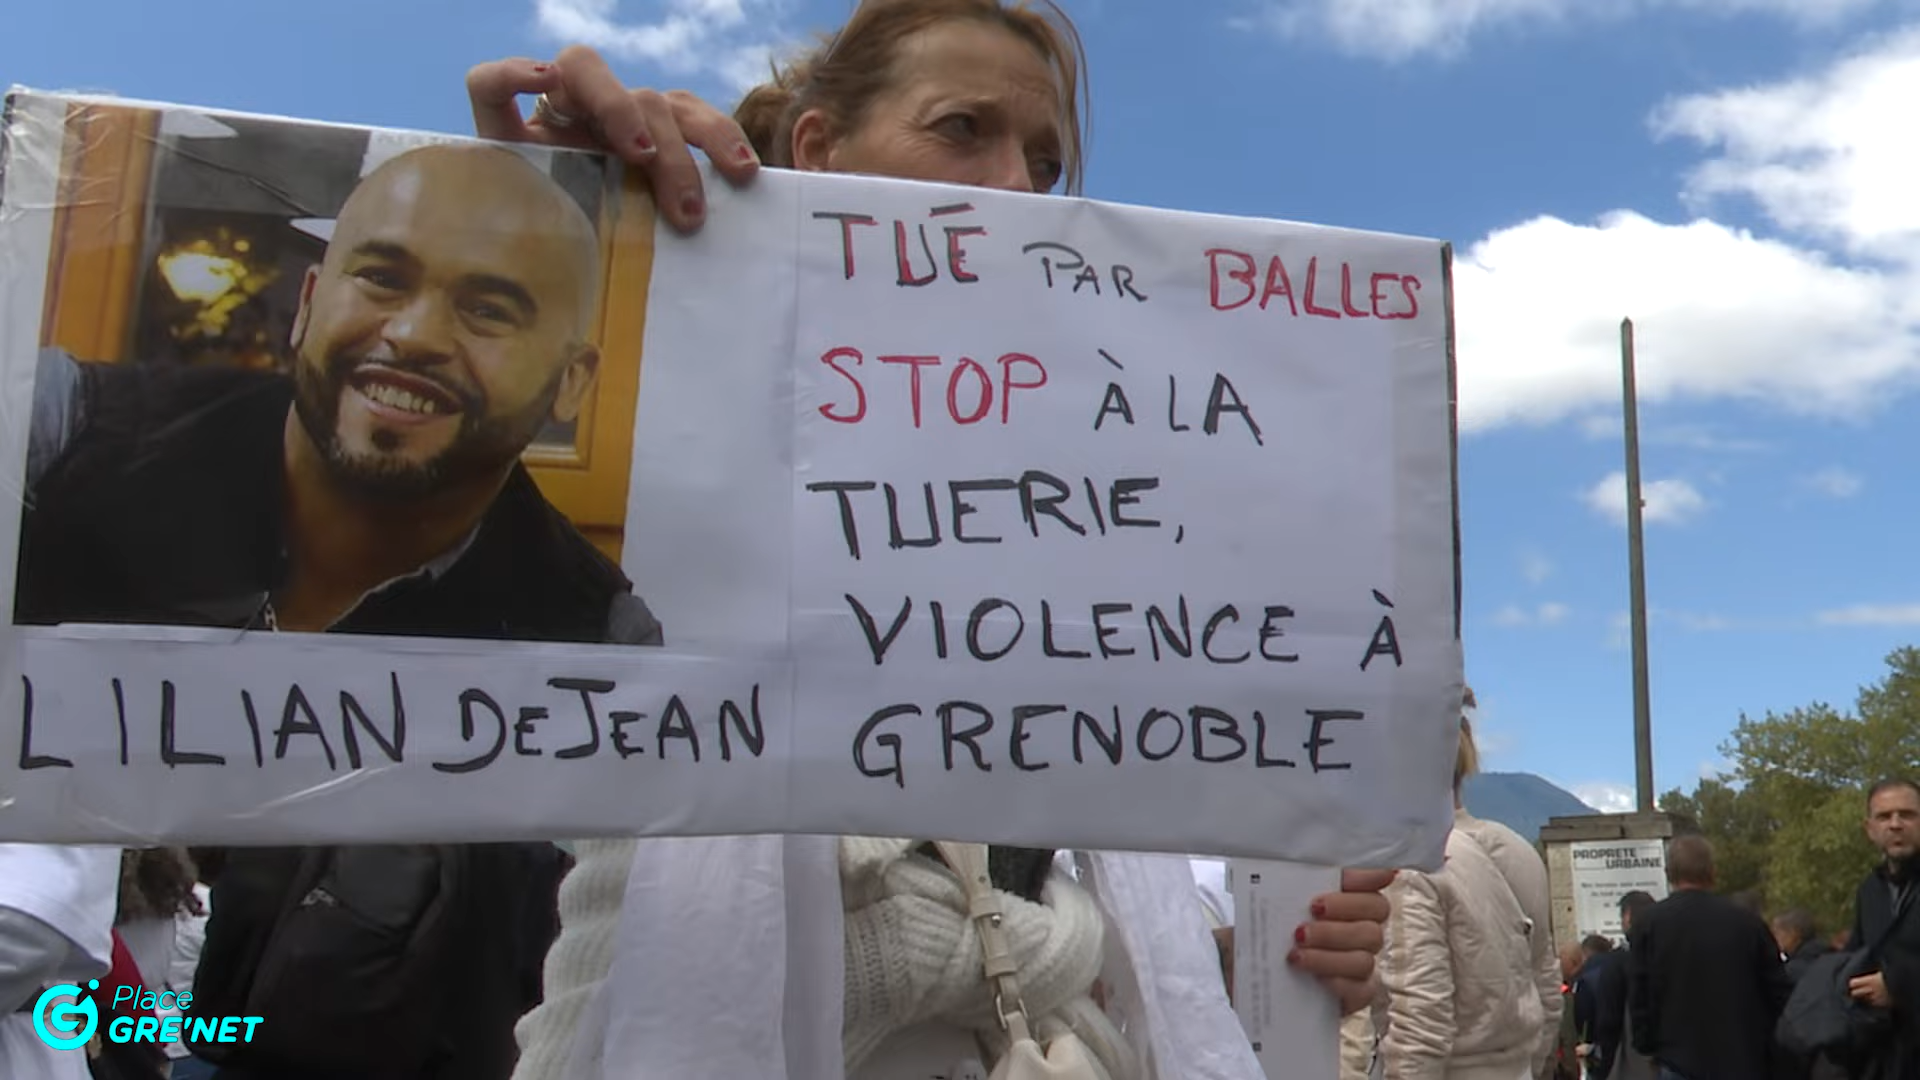 TUÉ PAR BALLES
STOP À LA
TUERIE,
VIOLENCE À
GRENOBLE
LILIAN DEJEAN
PROPRETE
URBAINE
Place
GRE'NET